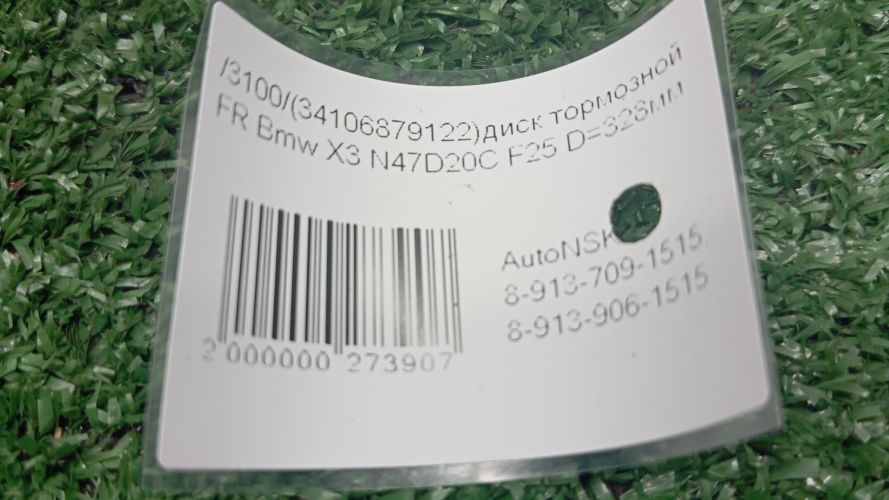 /3100/(34106879122)диск тормозной
FR Bmw X3 N47D20C F25 D=328мм
AutoNSK
8-913-709-1515,
8-913-906-1515
2 000000 273907